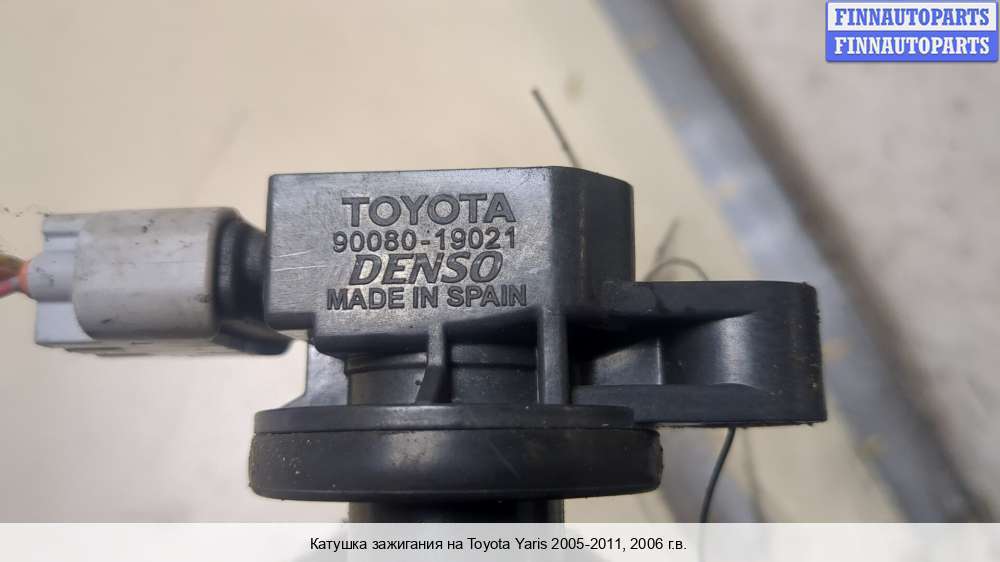 FINNAUTOPARTS
FINNAUTOPARTS
TOYOTA
90080-19021
DENSO
MADE IN SPAIN
Катушка зажигания на Toyota Yaris 2005-2011, 2006 г.в.